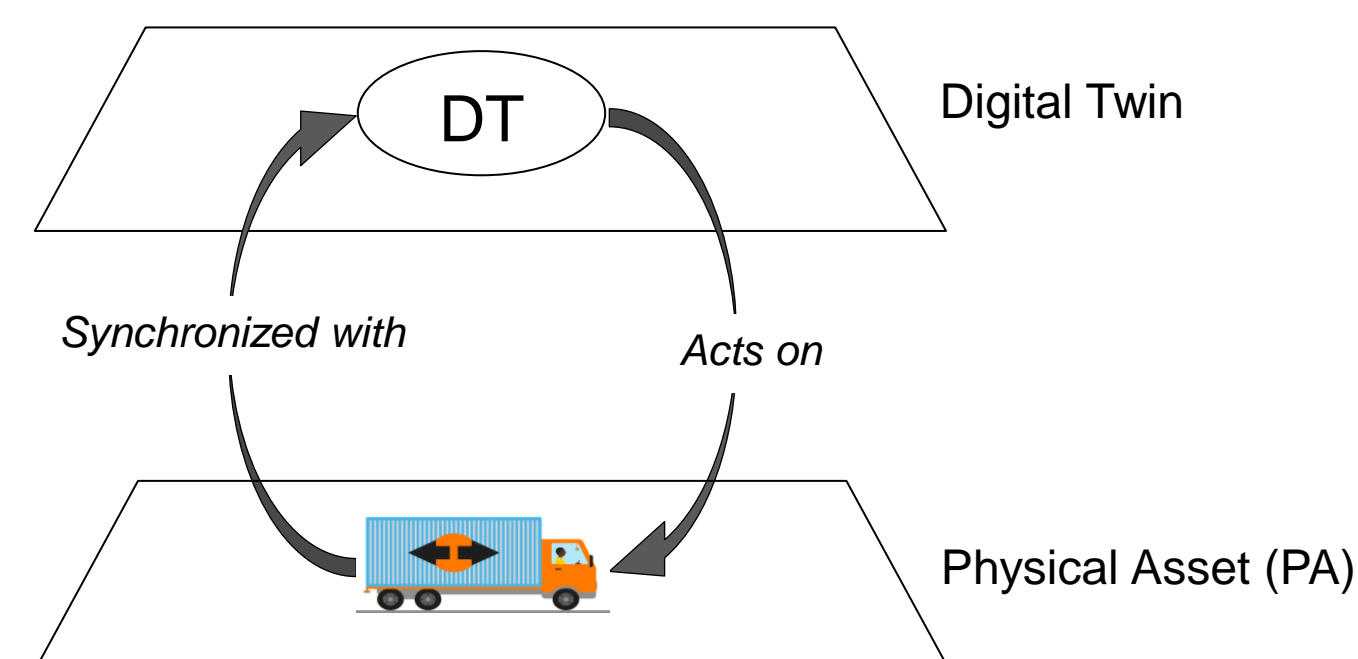 DT
Digital Twin
Synchronized with
Acts on
Physical Asset (PA)